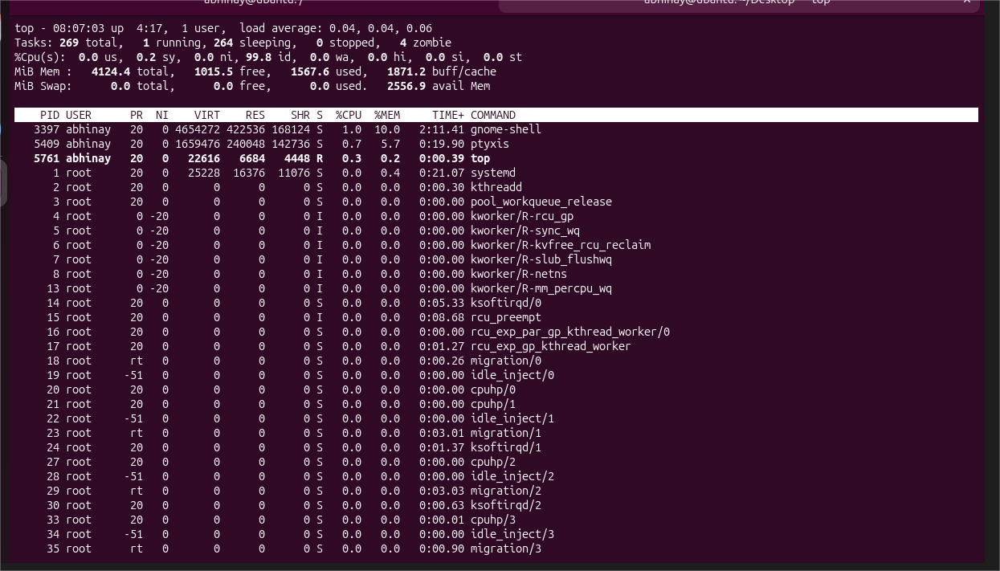 abhinay@ubantu: /
abhinay@ubantu: ~/Desktop — top
top - 08:07:03 up  4:17,  1 user,  load average: 0.04, 0.04, 0.06
Tasks: 269 total,   1 running, 264 sleeping,   0 stopped,   4 zombie
%Cpu(s):  0.0 us,  0.2 sy,  0.0 ni, 99.8 id,  0.0 wa,  0.0 hi,  0.0 si,  0.0 st
MiB Mem :   4124.4 total,   1015.5 free,   1567.6 used,   1871.2 buff/cache
MiB Swap:      0.0 total,      0.0 free,      0.0 used.   2556.9 avail Mem
PID USER      PR  NI    VIRT    RES    SHR S  %CPU  %MEM     TIME+ COMMAND
3397 abhinay   20   0 4654272 422536 168124 S   1.0  10.0   2:11.41 gnome-shell
5409 abhinay   20   0 1659476 240048 142736 S   0.7   5.7   0:19.90 ptyxis
5761 abhinay   20   0   22616   6684   4448 R   0.3   0.2   0:00.39 top
1 root      20   0   25228  16376  11076 S   0.0   0.4   0:21.07 systemd
2 root      20   0       0      0      0 S   0.0   0.0   0:00.30 kthreadd
3 root      20   0       0      0      0 S   0.0   0.0   0:00.00 pool_workqueue_release
4 root       0 -20       0      0      0 I   0.0   0.0   0:00.00 kworker/R-rcu_gp
5 root       0 -20       0      0      0 I   0.0   0.0   0:00.00 kworker/R-sync_wq
6 root       0 -20       0      0      0 I   0.0   0.0   0:00.00 kworker/R-kvfree_rcu_reclaim
7 root       0 -20       0      0      0 I   0.0   0.0   0:00.00 kworker/R-slub_flushwq
8 root       0 -20       0      0      0 I   0.0   0.0   0:00.00 kworker/R-netns
13 root       0 -20       0      0      0 I   0.0   0.0   0:00.00 kworker/R-mm_percpu_wq
14 root      20   0       0      0      0 S   0.0   0.0   0:05.33 ksoftirqd/0
15 root      20   0       0      0      0 I   0.0   0.0   0:08.68 rcu_preempt
16 root      20   0       0      0      0 S   0.0   0.0   0:00.00 rcu_exp_par_gp_kthread_worker/0
17 root      20   0       0      0      0 S   0.0   0.0   0:01.27 rcu_exp_gp_kthread_worker
18 root      rt   0       0      0      0 S   0.0   0.0   0:00.26 migration/0
19 root     -51   0       0      0      0 S   0.0   0.0   0:00.00 idle_inject/0
20 root      20   0       0      0      0 S   0.0   0.0   0:00.00 cpuhp/0
21 root      20   0       0      0      0 S   0.0   0.0   0:00.00 cpuhp/1
22 root     -51   0       0      0      0 S   0.0   0.0   0:00.00 idle_inject/1
23 root      rt   0       0      0      0 S   0.0   0.0   0:03.01 migration/1
24 root      20   0       0      0      0 S   0.0   0.0   0:01.37 ksoftirqd/1
27 root      20   0       0      0      0 S   0.0   0.0   0:00.00 cpuhp/2
28 root     -51   0       0      0      0 S   0.0   0.0   0:00.00 idle_inject/2
29 root      rt   0       0      0      0 S   0.0   0.0   0:03.03 migration/2
30 root      20   0       0      0      0 S   0.0   0.0   0:00.63 ksoftirqd/2
33 root      20   0       0      0      0 S   0.0   0.0   0:00.01 cpuhp/3
34 root     -51   0       0      0      0 S   0.0   0.0   0:00.00 idle_inject/3
35 root      rt   0       0      0      0 S   0.0   0.0   0:00.90 migration/3